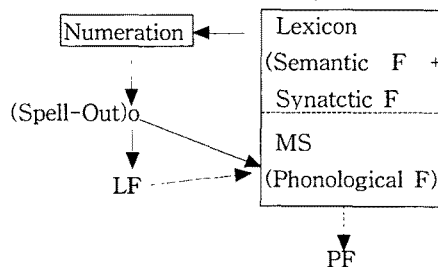 Numeration
Lexicon
(Semantic F +
Synatctic F
(Spell-Out)o
MS
(Phonological F)
LF
PF